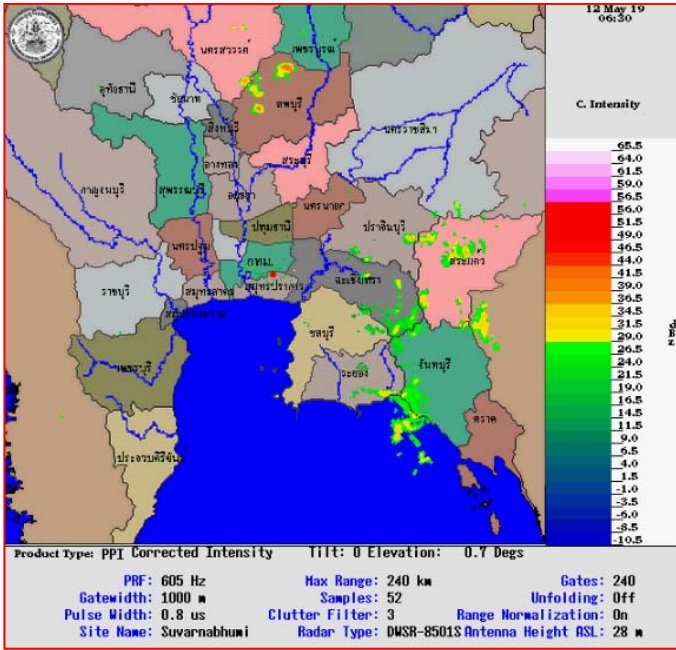 12 May 19
06:30
C. Intensity
นครสวรรค์
เพชรบูรณ์
อุทัยธานี
ชัยนาท
ลพบุรี
สิงห์บุรี
นครราชสีมา
อ่างทอง
สระบุรี
กาญจนบุรี
สุพรรณบุรี
อยุธยา
นครนายก
ปราจีนบุรี
ปทุมธานี
นครปฐม
สระแก้ว
กทม.
ฉะเชิงเทรา
ราชบุรี
สมุทรสาคร
สมุทรปราการ
ชลบุรี
จันทบุรี
เพชรบุรี
ระยอง
ตราด
ประจวบคีรีขันธ์
65.5
64.0
61.5
59.0
56.5
56.0
51.5
49.0
46.5
44.0
41.5
39.0
36.5
34.5
31.5
29.0
26.5
24.0
21.5
19.0
16.5
14.0
11.5
9.0
6.5
4.0
1.5
-1.0
-3.5
-6.0
-8.5
-10.5
Product Type: PPI Corrected Intensity Tilt: 0 Elevation: 0.7 Degs
PRF: 605 Hz Max Range: 240 km Gates: 240
Gatewidth: 1000 m Samples: 52 Unfolding: Off
Pulse Width: 0.8 us Clutter Filter: 3 Range Normalization: On
Site Name: Suvarnabhumi Radar Type: DWSR-8501S Antenna Height ASL: 28 m